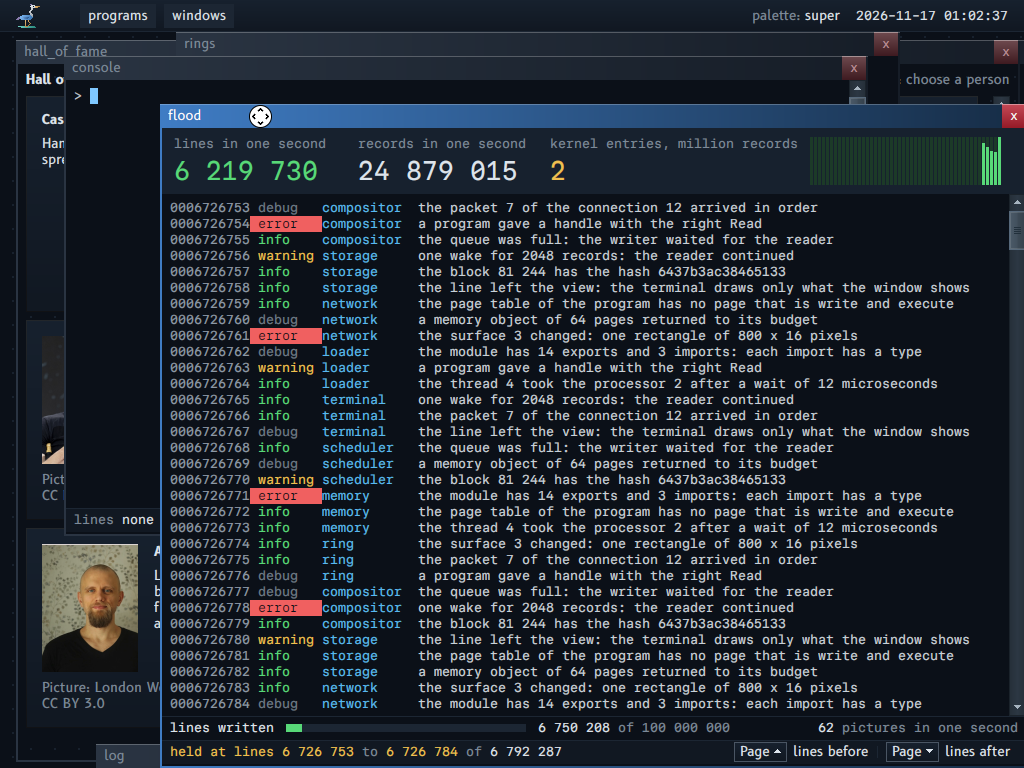 programs windows palette: super 2026-11-17 01:02:37
rings x
hall_of_fame x
console x
Hall o choose a person
>
flood x
Cas
Han
spre
lines in one second records in one second kernel entries, million records
6 219 730 24 879 015 2
0006726753 debug compositor the packet 7 of the connection 12 arrived in order
0006726754 error compositor a program gave a handle with the right Read
0006726755 info compositor the queue was full: the writer waited for the reader
0006726756 warning storage one wake for 2048 records: the reader continued
0006726757 info storage the block 81 244 has the hash 6437b3ac38465133
0006726758 info storage the line left the view: the terminal draws only what the window shows
0006726759 info network the page table of the program has no page that is write and execute
0006726760 debug network a memory object of 64 pages returned to its budget
0006726761 error network the surface 3 changed: one rectangle of 800 x 16 pixels
0006726762 debug loader the module has 14 exports and 3 imports: each import has a type
0006726763 warning loader a program gave a handle with the right Read
0006726764 info loader the thread 4 took the processor 2 after a wait of 12 microseconds
0006726765 info terminal one wake for 2048 records: the reader continued
0006726766 info terminal the packet 7 of the connection 12 arrived in order
0006726767 debug terminal the line left the view: the terminal draws only what the window shows
0006726768 info scheduler the queue was full: the writer waited for the reader
0006726769 debug scheduler a memory object of 64 pages returned to its budget
0006726770 warning scheduler the block 81 244 has the hash 6437b3ac38465133
0006726771 error memory the module has 14 exports and 3 imports: each import has a type
0006726772 info memory the page table of the program has no page that is write and execute
0006726773 info memory the thread 4 took the processor 2 after a wait of 12 microseconds
0006726774 info ring the surface 3 changed: one rectangle of 800 x 16 pixels
0006726775 info ring the packet 7 of the connection 12 arrived in order
0006726776 debug ring a program gave a handle with the right Read
0006726777 debug compositor the queue was full: the writer waited for the reader
0006726778 error compositor one wake for 2048 records: the reader continued
0006726779 info compositor the block 81 244 has the hash 6437b3ac38465133
0006726780 warning storage the line left the view: the terminal draws only what the window shows
0006726781 info storage the page table of the program has no page that is write and execute
0006726782 info storage a memory object of 64 pages returned to its budget
0006726783 info network the surface 3 changed: one rectangle of 800 x 16 pixels
0006726784 debug network the module has 14 exports and 3 imports: each import has a type
Pict
CC
lines none
Picture: London W
CC BY 3.0
log
lines written 6 750 208 of 100 000 000 62 pictures in one second
held at lines 6 726 753 to 6 726 784 of 6 792 287 Page lines before Page lines after